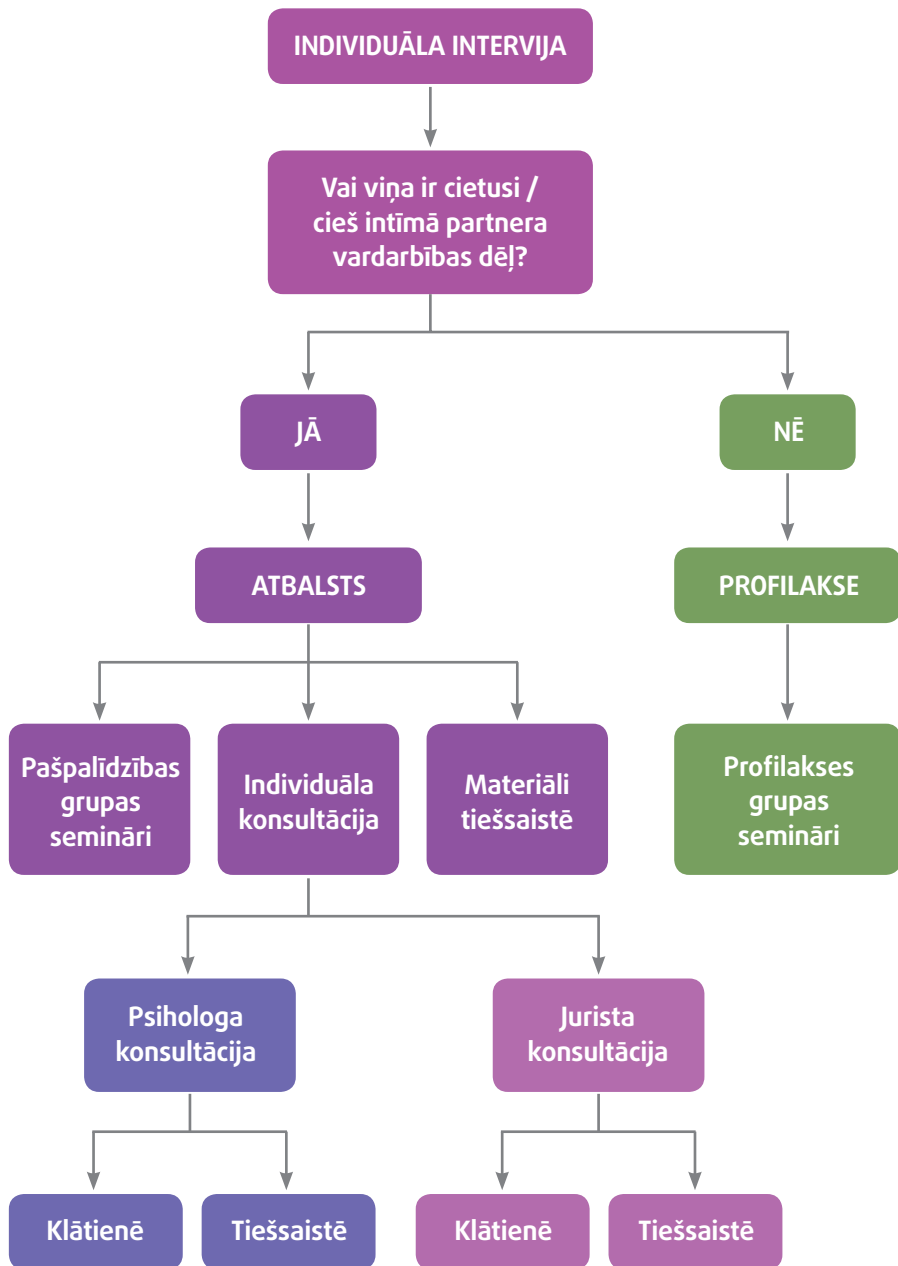 INDIVIDUĀLA INTERVIJA
Vai viņa ir cietusi /
cieš intīmā partnera
vardarbības dēļ?
JĀ
NĒ
ATBALSTS
PROFILAKSE
Pašpalīdzības
grupas
semināri
Individuāla
konsultācija
Materiāli
tiešsaistē
Profilakses
grupas
semināri
Psihologa
konsultācija
Jurista
konsultācija
Klātienē
Tiešsaistē
Klātienē
Tiešsaistē